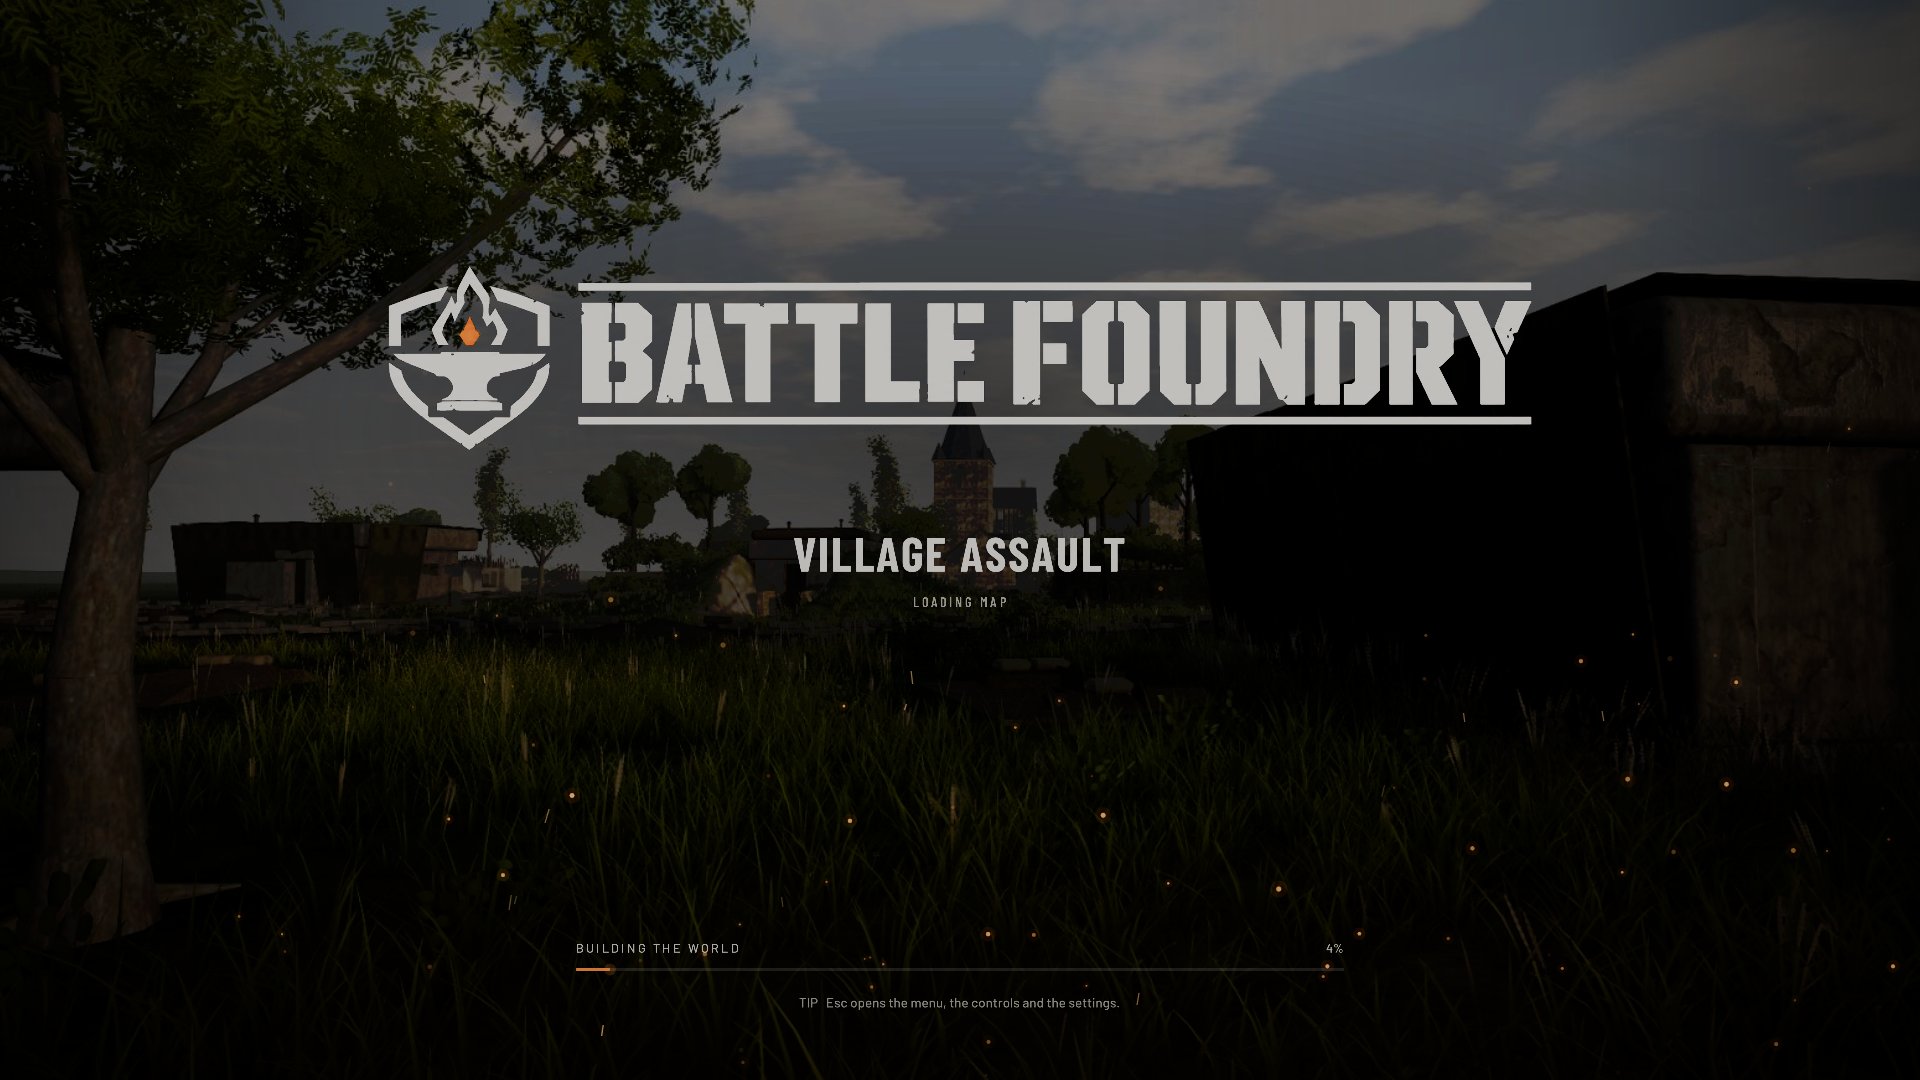 BATTLE FOUNDRY
VILLAGE ASSAULT
LOADING MAP
BUILDING THE WORLD 4%
TIP Esc opens the menu, the controls and the settings.